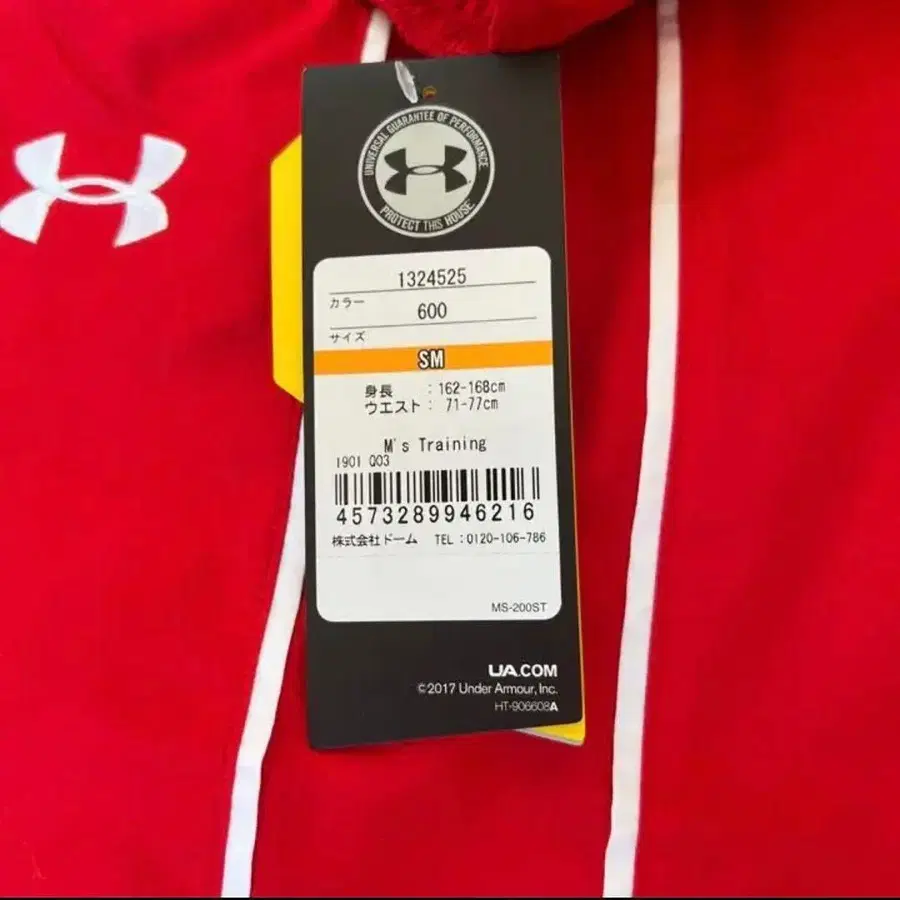 UNIVERSAL GUARANTEE OF PERFORMANCE
PROTECT THIS HOUSE
1324525
カラー
600
サイズ
SM
身長 : 162-168cm
ウエスト : 71-77cm
M's Training
1901 Q03
4573289946216
株式会社ドーム TEL:0120-106-786
MS-200ST
UA.COM
©2017 Under Armour, Inc.
HT-906608A